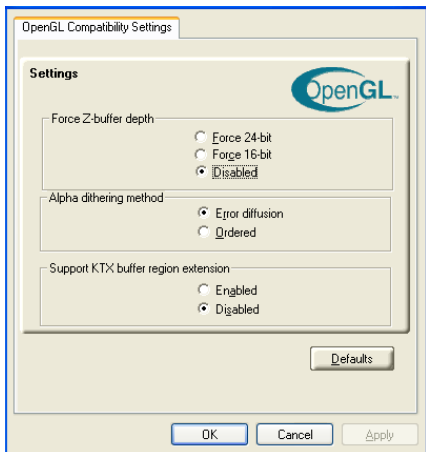 OpenGL Compatibility Settings
Settings
OpenGL
Force Z-buffer depth
Force 24-bit
Force 16-bit
Disabled
Alpha dithering method
Error diffusion
Ordered
Support KTX buffer region extension
Enabled
Disabled
Defaults
OK Cancel Apply